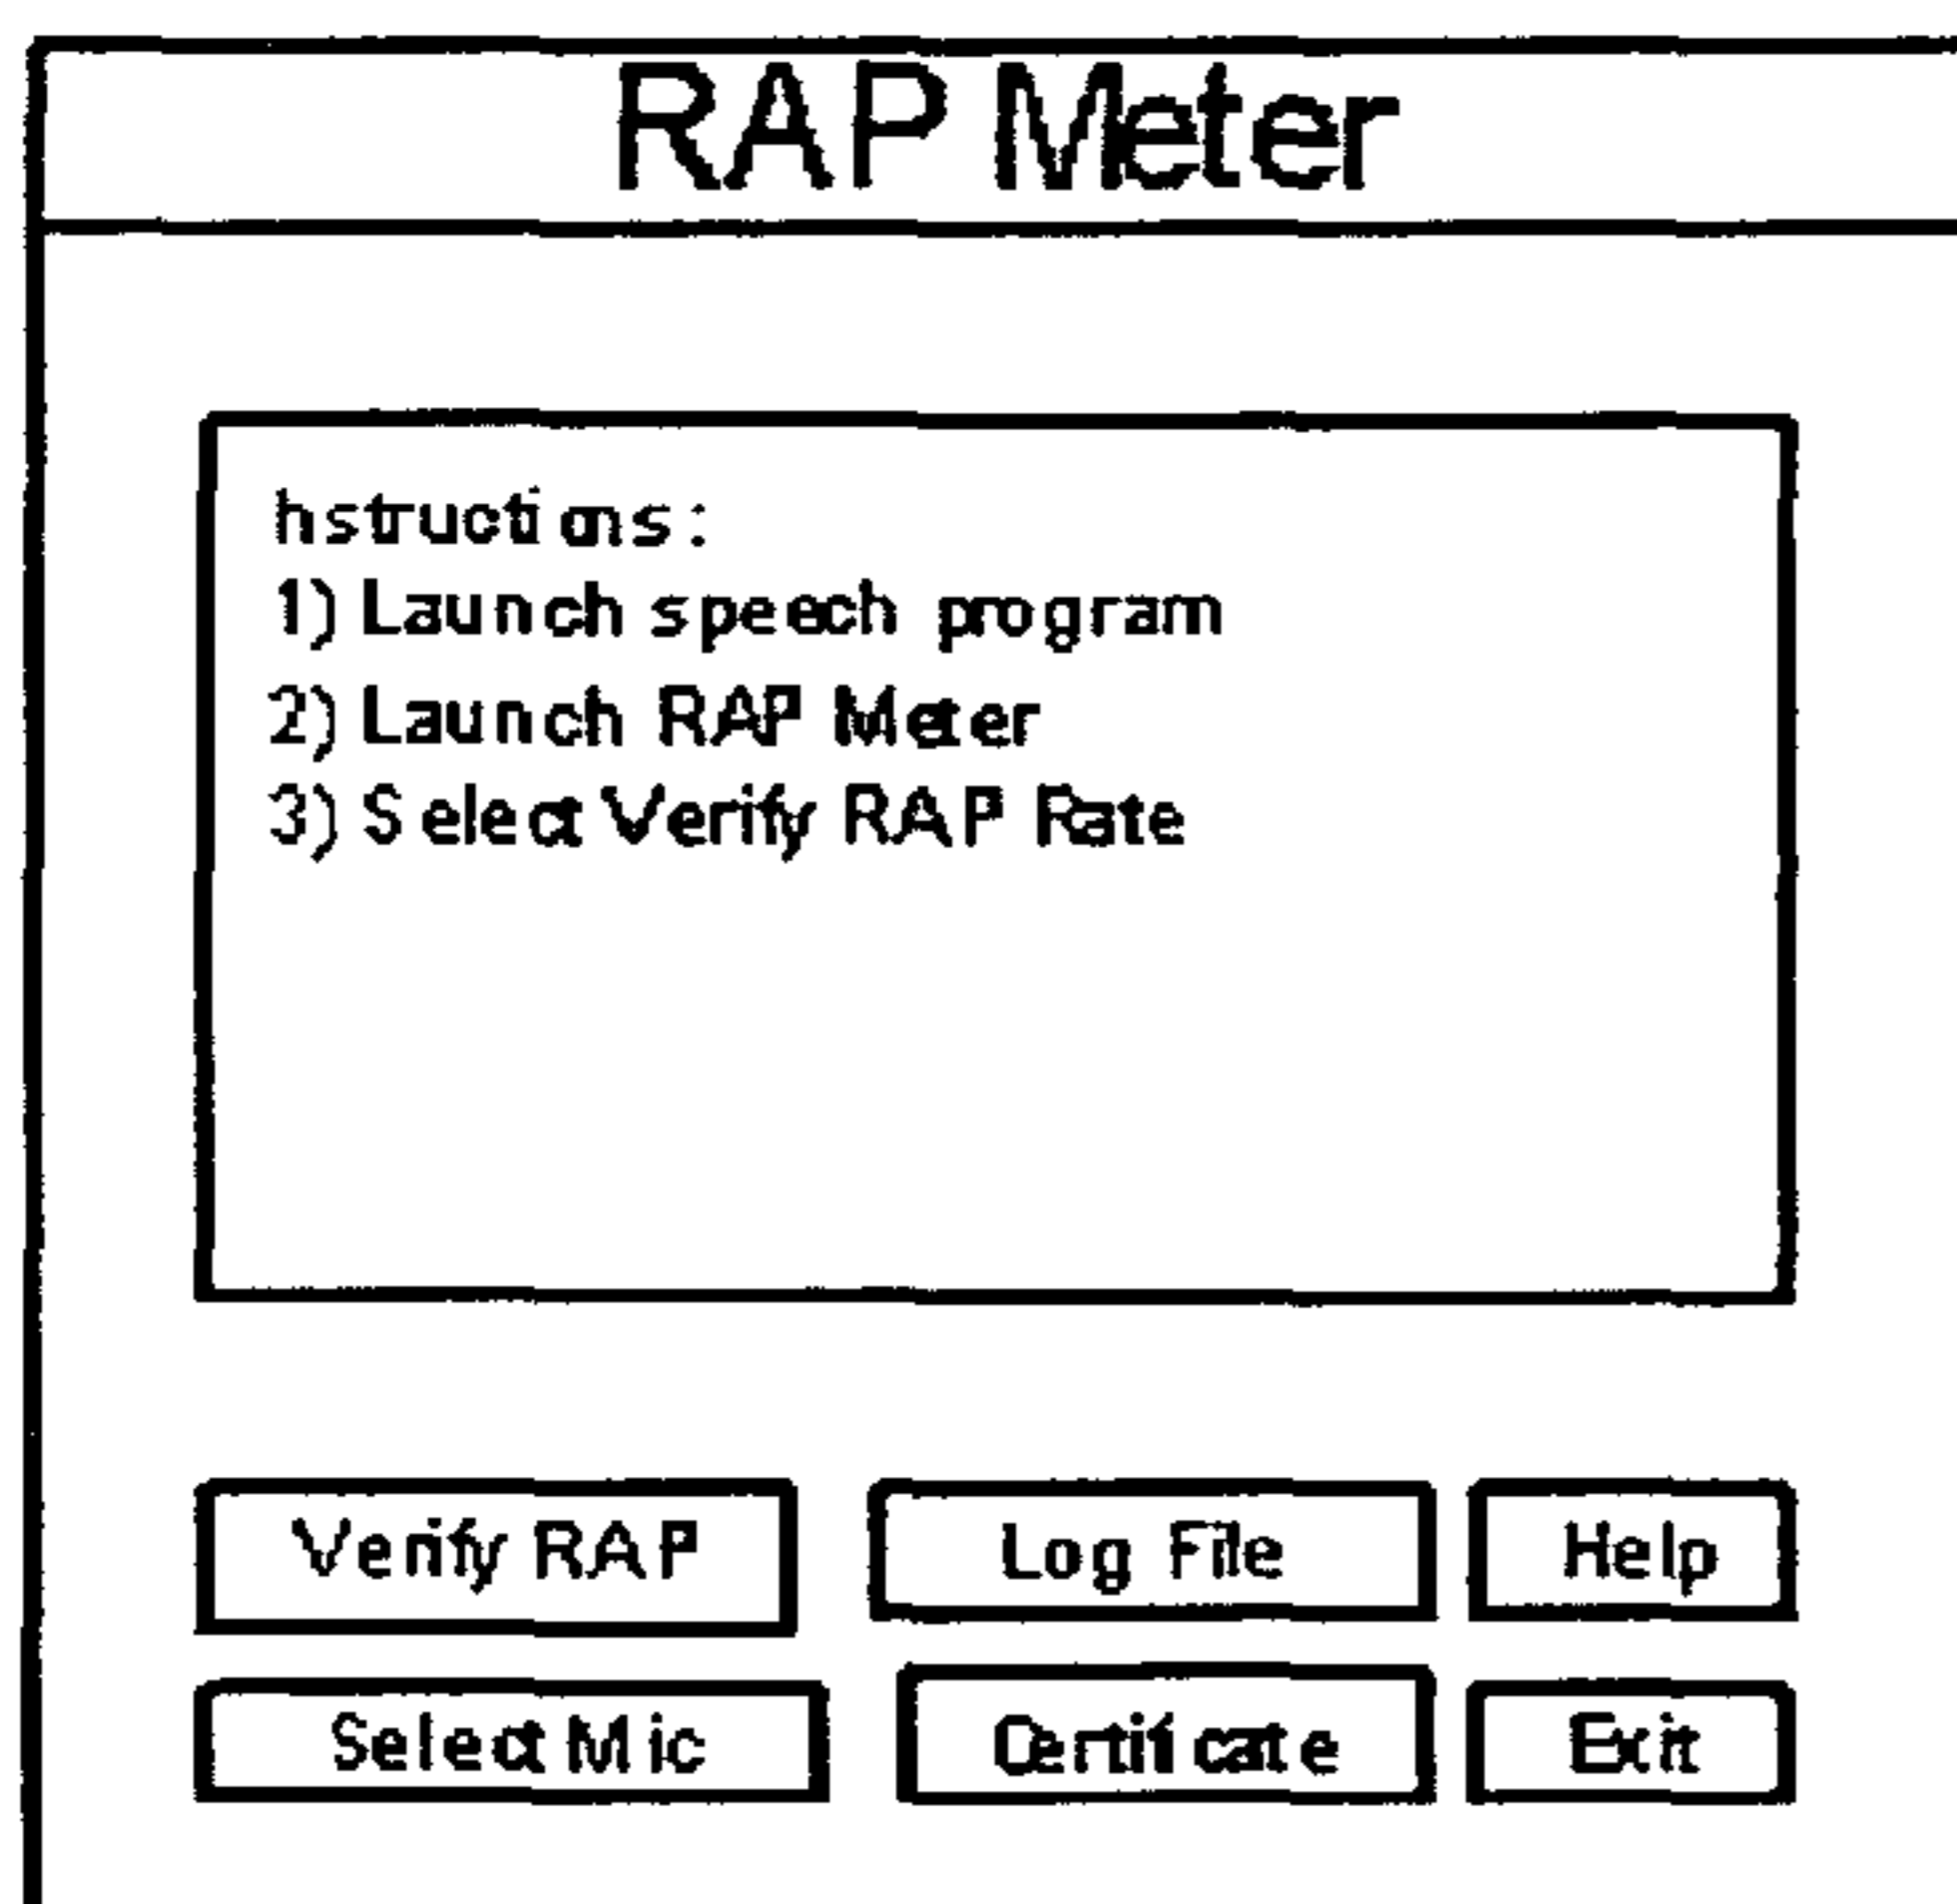 RAP Meter
Instructions:
1) Launch speech program
2) Launch RAP Meter
3) Select Verify RAP Rate
Verify RAP
Log File
Help
Select Mic
Certificate
Exit